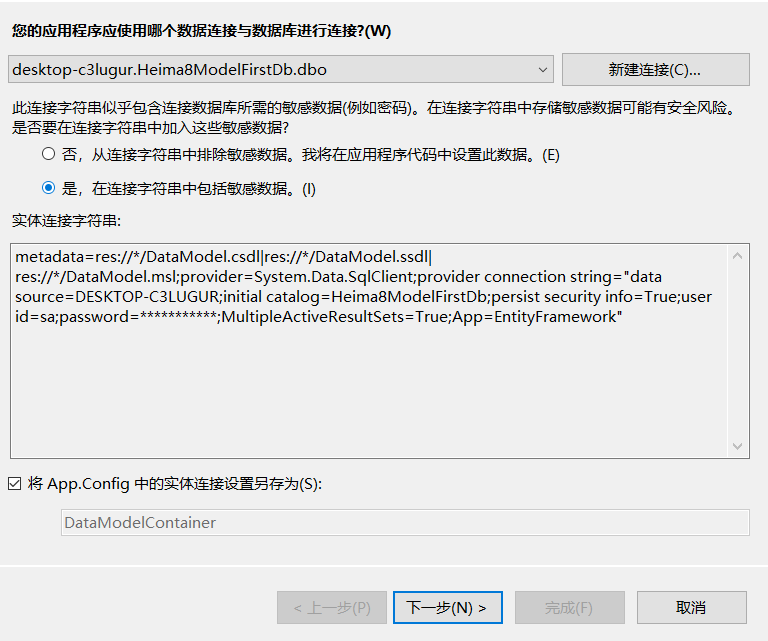 您的应用程序应使用哪个数据连接与数据库进行连接?(W)
desktop-c3lugur.Heima8ModelFirstDb.dbo
新建连接(C)...
此连接字符串似乎包含连接数据库所需的敏感数据(例如密码)。在连接字符串中存储敏感数据可能有安全风险。
是否要在连接字符串中加入这些敏感数据?
否，从连接字符串中排除敏感数据。我将在应用程序代码中设置此数据。(E)
是，在连接字符串中包括敏感数据。(I)
实体连接字符串:
metadata=res://*/DataModel.csdl|res://*/DataModel.ssdl|
res://*/DataModel.msl;provider=System.Data.SqlClient;provider connection string="data
source=DESKTOP-C3LUGUR;initial catalog=Heima8ModelFirstDb;persist security info=True;user
id=sa;password=***********;MultipleActiveResultSets=True;App=EntityFramework"
将 App.Config 中的实体连接设置另存为(S):
DataModelContainer
< 上一步(P)
下一步(N) >
完成(F)
取消